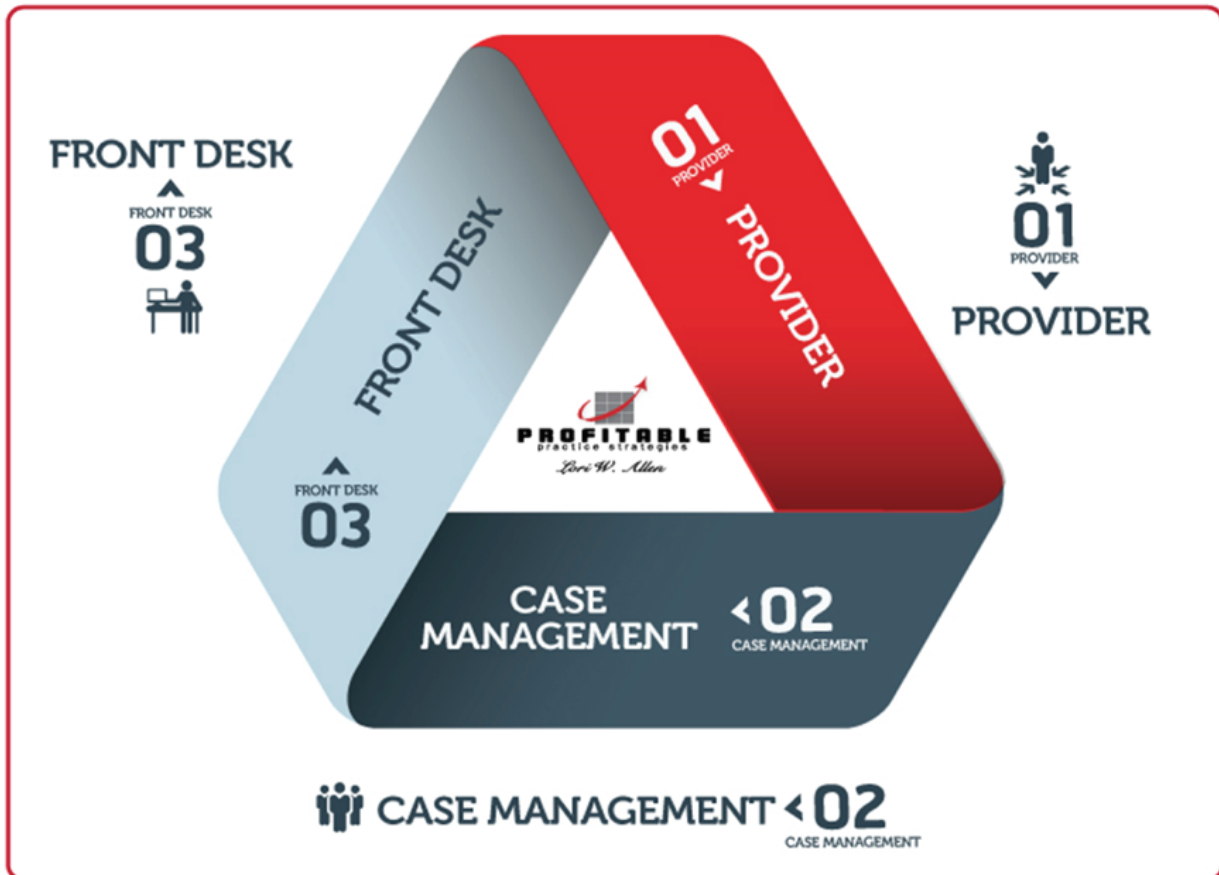 FRONT DESK
FRONT DESK
03
01
PROVIDER
PROVIDER
01
PROVIDER
PROVIDER
FRONT DESK
FRONT DESK
03
PROFITABLE
practice strategies
Lori W. Allen
CASE
MANAGEMENT
02
CASE MANAGEMENT
CASE MANAGEMENT
02
CASE MANAGEMENT